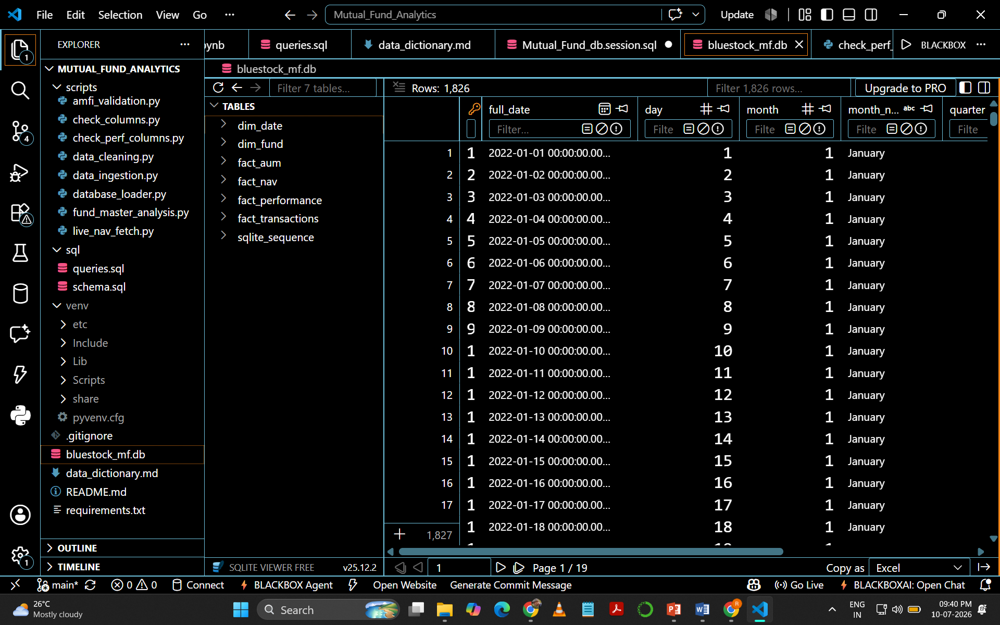 File Edit Selection View Go ··· Mutual_Fund_Analytics Update
EXPLORER ···
ynb queries.sql data_dictionary.md Mutual_Fund_db.session.sql bluestock_mf.db check_perf_ BLACKBOX ···
MUTUAL_FUND_ANALYTICS
scripts
amfi_validation.py
check_columns.py
check_perf_columns.py
data_cleaning.py
data_ingestion.py
database_loader.py
fund_master_analysis.py
live_nav_fetch.py
sql
queries.sql
schema.sql
venv
etc
Include
Lib
Scripts
share
pyvenv.cfg
.gitignore
bluestock_mf.db
data_dictionary.md
README.md
requirements.txt
OUTLINE
TIMELINE
1
4
1
bluestock_mf.db
Filter 7 tables...
TABLES
dim_date
dim_fund
fact_aum
fact_nav
fact_performance
fact_transactions
sqlite_sequence
SQLITE VIEWER FREE v25.12.2
Rows: 1,826 Filter 1,826 rows... Upgrade to PRO
full_date day month month_n... abc quarter
Filter... Filte Filte Filte Filte
1 1 2022-01-01 00:00:00.00... 1 1 January
2 2 2022-01-02 00:00:00.00... 2 1 January
3 3 2022-01-03 00:00:00.00... 3 1 January
4 4 2022-01-04 00:00:00.00... 4 1 January
5 5 2022-01-05 00:00:00.00... 5 1 January
6 6 2022-01-06 00:00:00.00... 6 1 January
7 7 2022-01-07 00:00:00.00... 7 1 January
8 8 2022-01-08 00:00:00.00... 8 1 January
9 9 2022-01-09 00:00:00.00... 9 1 January
10 1 2022-01-10 00:00:00.00... 10 1 January
11 1 2022-01-11 00:00:00.00... 11 1 January
12 1 2022-01-12 00:00:00.00... 12 1 January
13 1 2022-01-13 00:00:00.00... 13 1 January
14 1 2022-01-14 00:00:00.00... 14 1 January
15 1 2022-01-15 00:00:00.00... 15 1 January
16 1 2022-01-16 00:00:00.00... 16 1 January
17 1 2022-01-17 00:00:00.00... 17 1 January
1 2022-01-18 00:00:00.00... 18 1 January
+ 1,827
1 Page 1 / 19 Copy as Excel
main* 0 0 Connect BLACKBOX Agent Open Website Generate Commit Message Go Live BLACKBOXAI: Open Chat
26°C
Mostly cloudy
Search
ENG
IN
09:40 PM
10-07-2026